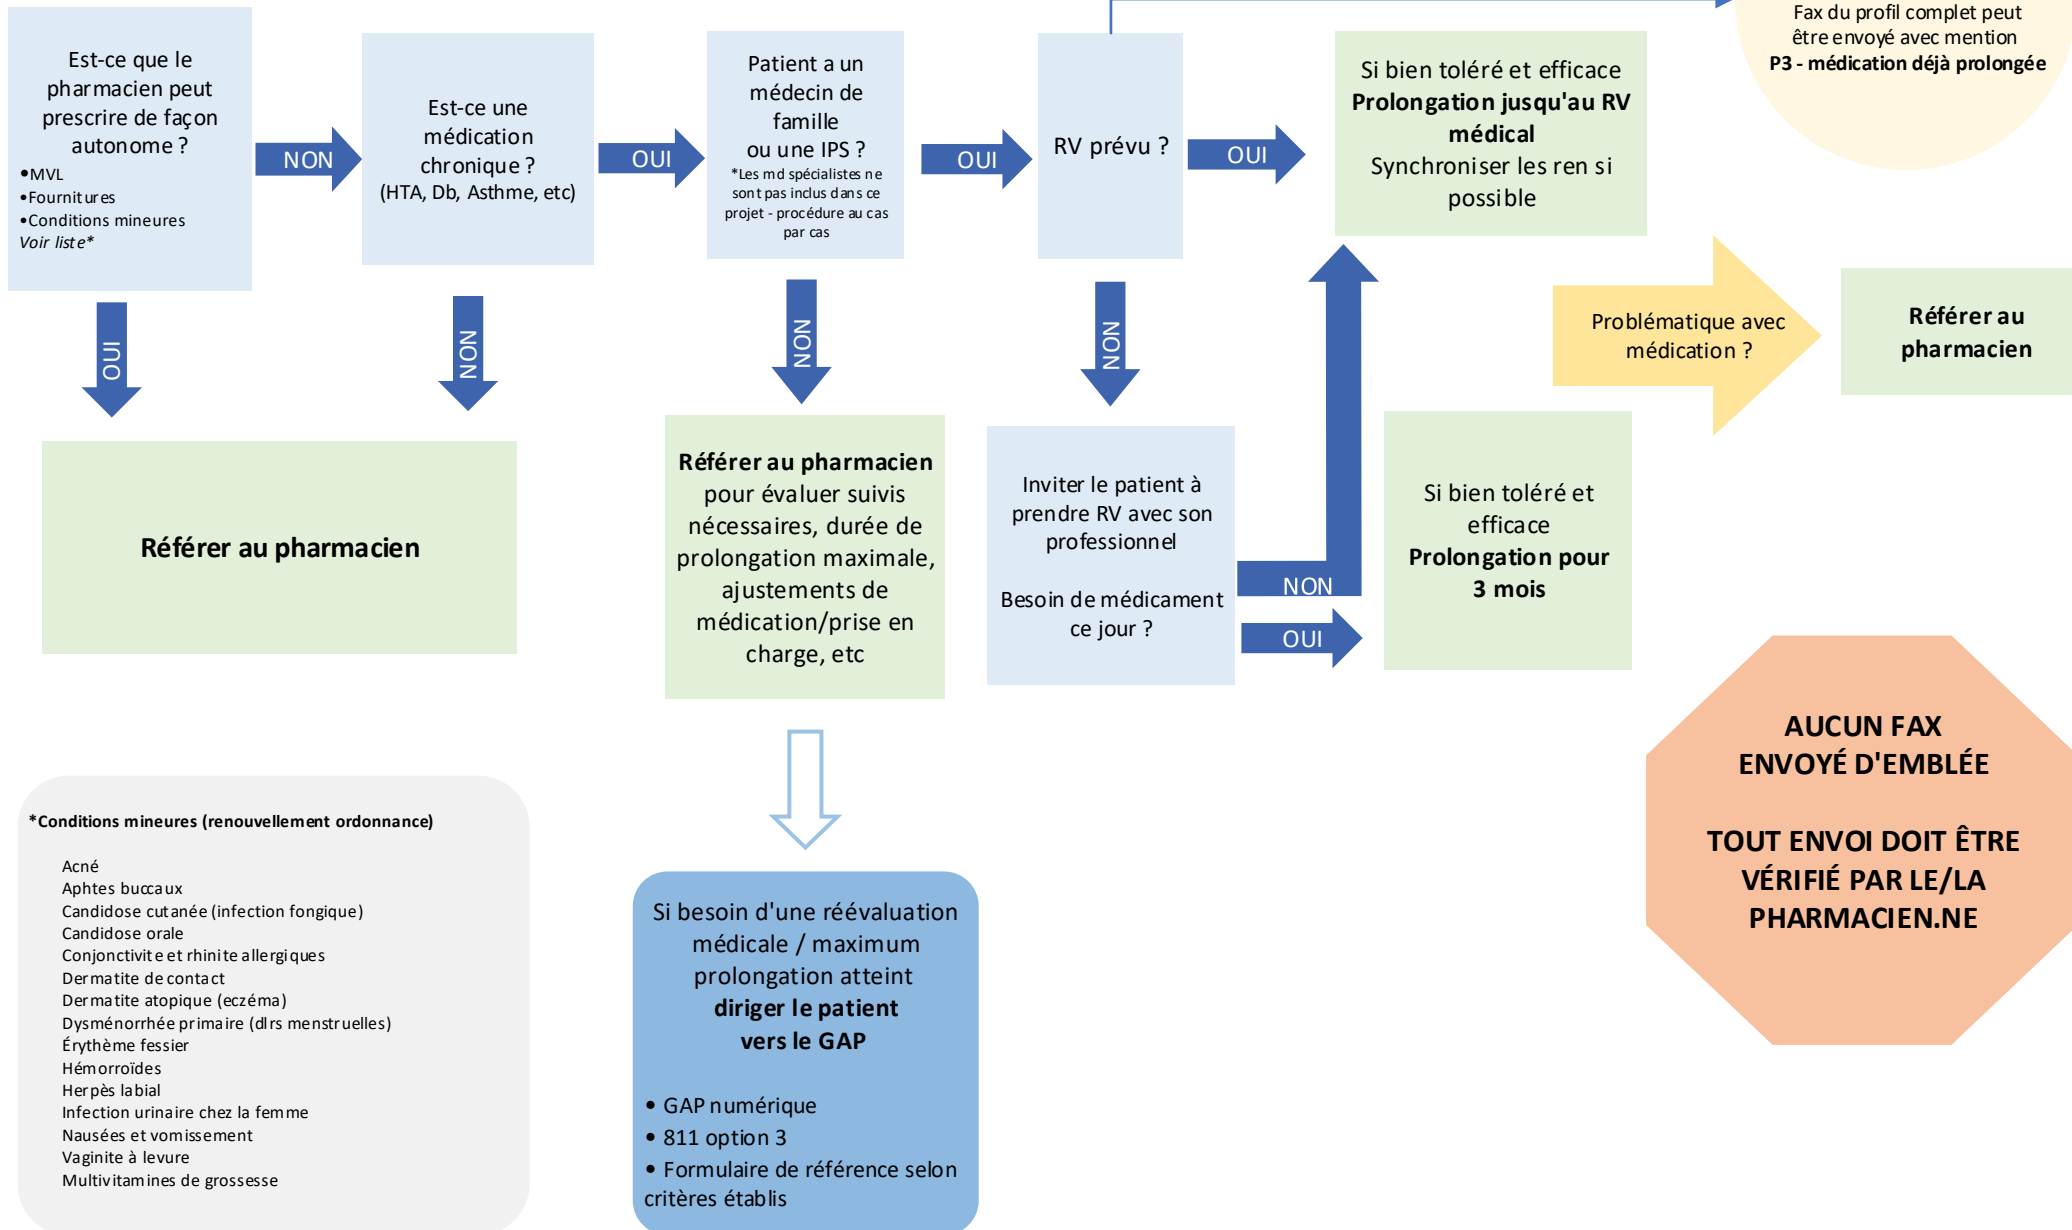 Fax du profil complet peut
être envoyé avec mention
P3 - médication déjà prolongée
Est-ce que le
pharmacien peut
prescrire de façon
autonome ?
•MVL
•Fournitures
•Conditions mineures
Voir liste*
NON
Est-ce une
médication
chronique ?
(HTA, Db, Asthme, etc)
OUI
Patient a un
médecin de
famille
ou une IPS ?
*Les md spécialistes ne
sont pas inclus dans ce
projet - procédure au cas
par cas
OUI
RV prévu ?
OUI
Si bien toléré et efficace
Prolongation jusqu'au RV
médical
Synchroniser les ren si
possible
OUI
NON
NON
NON
Problématique avec
médication ?
Référer au
pharmacien
Référer au pharmacien
Référer au pharmacien
pour évaluer suivis
nécessaires, durée de
prolongation maximale,
ajustements de
médication/prise en
charge, etc
Inviter le patient à
prendre RV avec son
professionnel
Besoin de médicament
ce jour ?
NON
OUI
Si bien toléré et
efficace
Prolongation pour
3 mois
AUCUN FAX
ENVOYÉ D'EMBLÉE
TOUT ENVOI DOIT ÊTRE
VÉRIFIÉ PAR LE/LA
PHARMACIEN.NE
*Conditions mineures (renouvellement ordonnance)
Acné
Aphtes buccaux
Candidose cutanée (infection fongique)
Candidose orale
Conjonctivite et rhinite allergiques
Dermatite de contact
Dermatite atopique (eczéma)
Dysménorrhée primaire (dlrs menstruelles)
Érythème fessier
Hémorroïdes
Herpès labial
Infection urinaire chez la femme
Nausées et vomissement
Vaginite à levure
Multivitamines de grossesse
Si besoin d'une réévaluation
médicale / maximum
prolongation atteint
diriger le patient
vers le GAP
• GAP numérique
• 811 option 3
• Formulaire de référence selon
critères établis